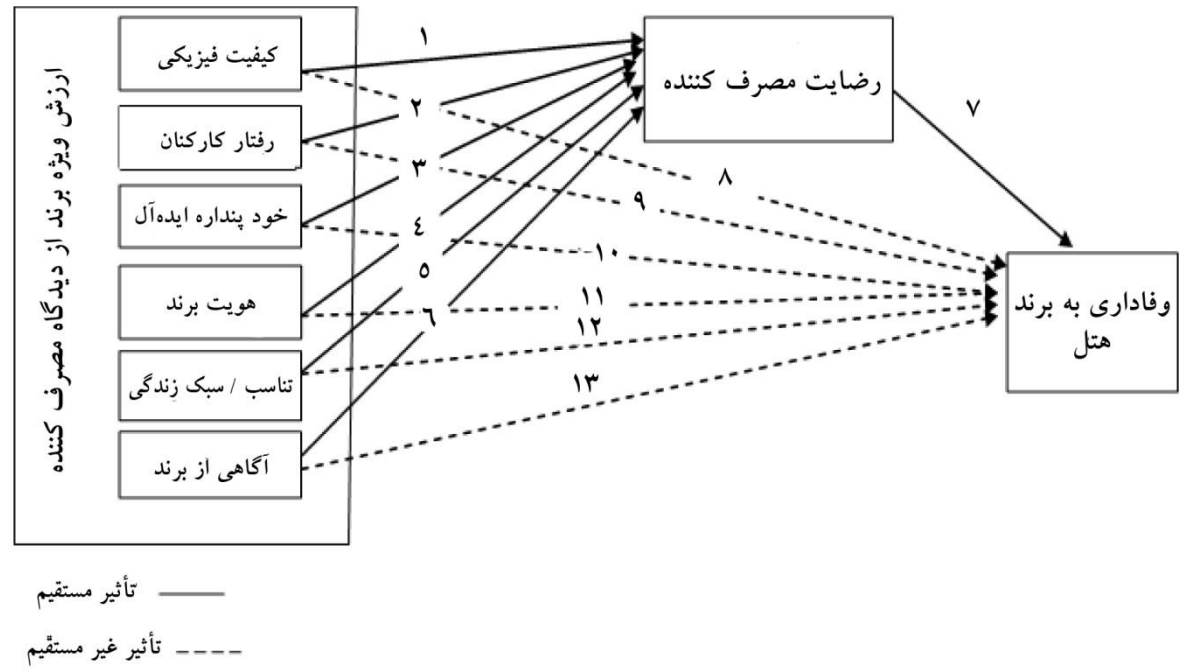 ارزش ویژه برند از دیدگاه مصرف کننده
کیفیت فیزیکی
رفتار کارکنان
خود پنداره ایده‌آل
هویت برند
تناسب / سبک زندگی
آگاهی از برند
رضایت مصرف کننده
وفاداری به برند
هتل
۱
۲
۳
٤
۵
٦
۷
۸
۹
۱۰
۱۱
۱۲
۱۳
تأثیر مستقیم
تأثیر غیر مستقیم